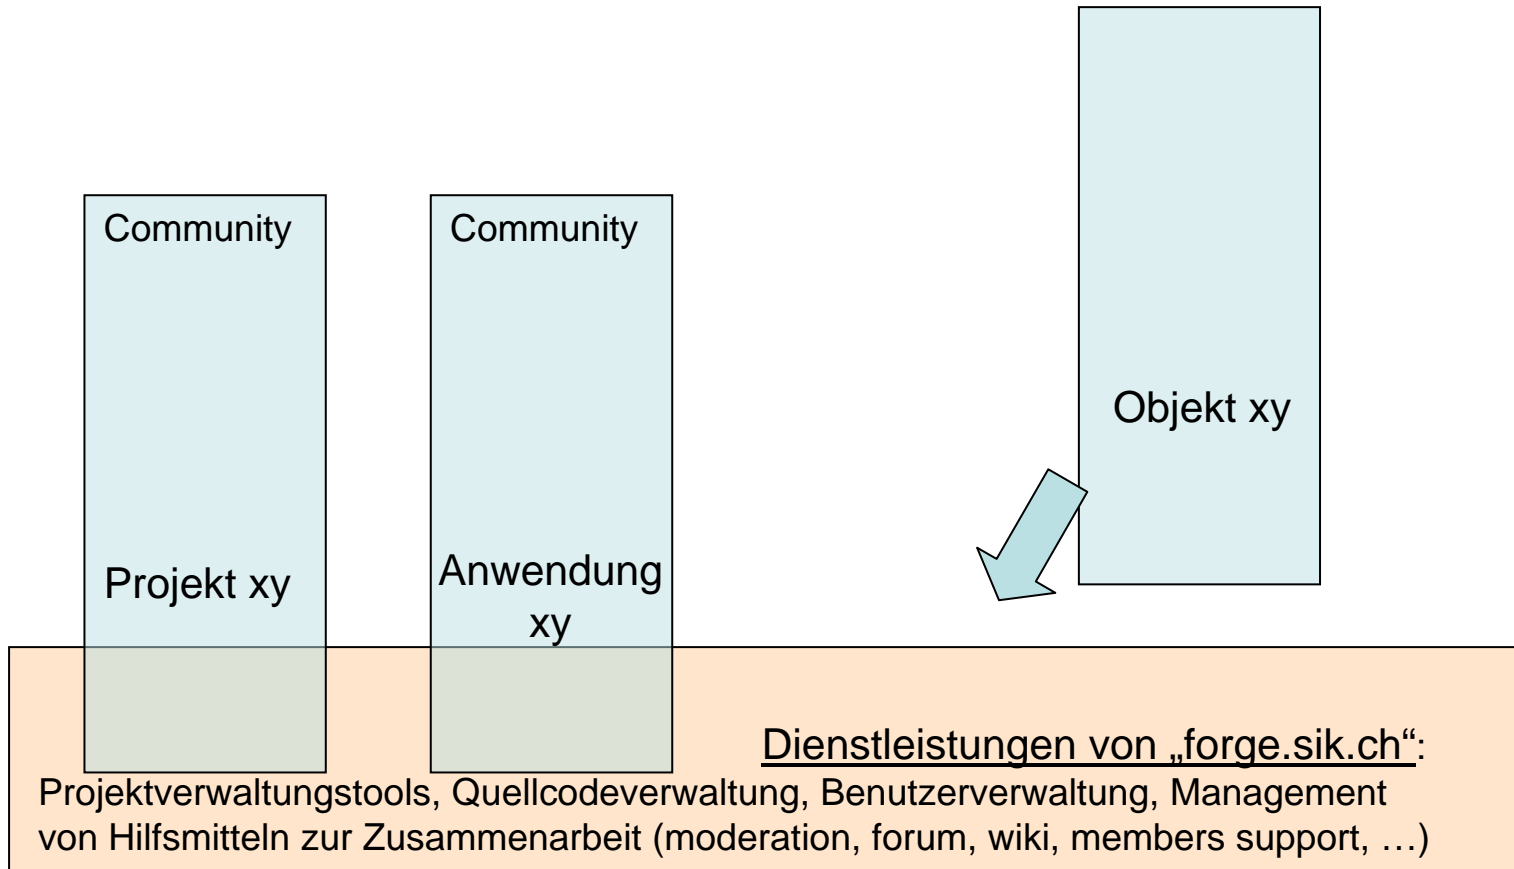 Community
Community
Objekt xy
Projekt xy
Anwendung
xy
Dienstleistungen von „forge.sik.ch“:
Projektverwaltungstools, Quellcodeverwaltung, Benutzerverwaltung, Management
von Hilfsmitteln zur Zusammenarbeit (moderation, forum, wiki, members support, …)